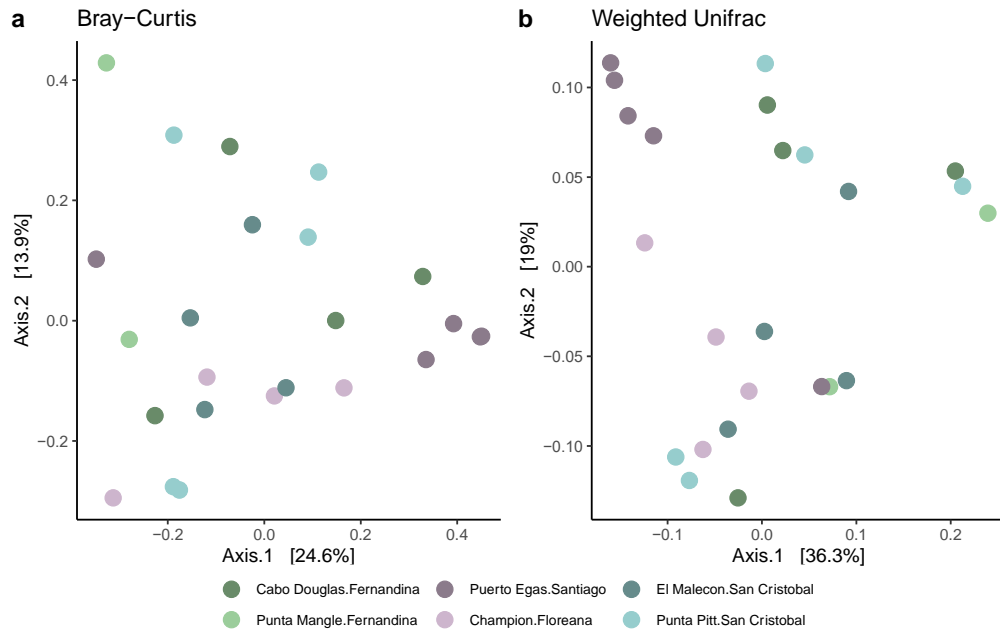 a Bray−Curtis
0.4
0.2
0.0
−0.2
Axis.2 [13.9%]
−0.2 0.0 0.2 0.4
Axis.1 [24.6%]
b Weighted Unifrac
0.10
0.05
0.00
−0.05
−0.10
Axis.2 [19%]
−0.1 0.0 0.1 0.2
Axis.1 [36.3%]
Cabo Douglas.Fernandina Puerto Egas.Santiago El Malecon.San Cristobal
Punta Mangle.Fernandina Champion.Floreana Punta Pitt.San Cristobal